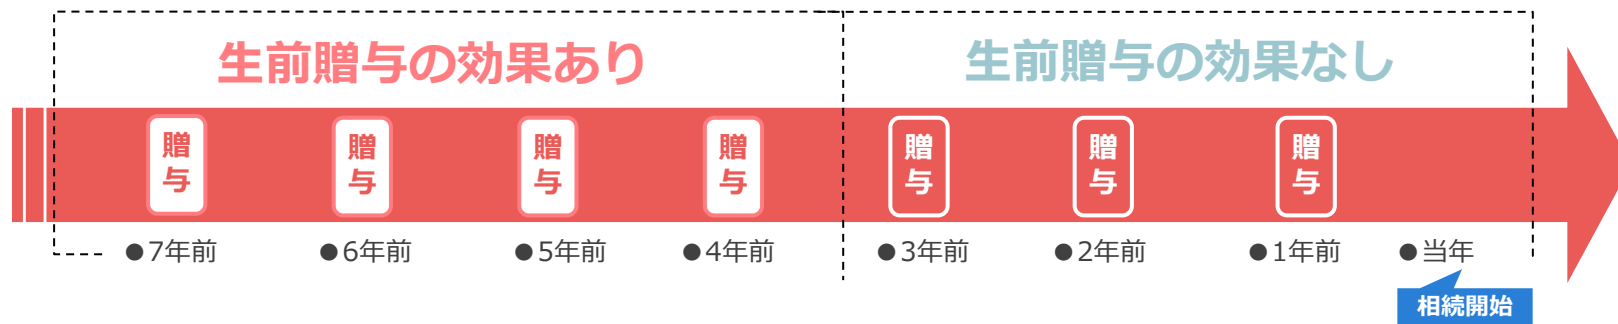 生前贈与の効果あり
生前贈与の効果なし
贈与
贈与
贈与
贈与
贈与
贈与
贈与
●7年前
●6年前
●5年前
●4年前
●3年前
●2年前
●1年前
●当年
相続開始